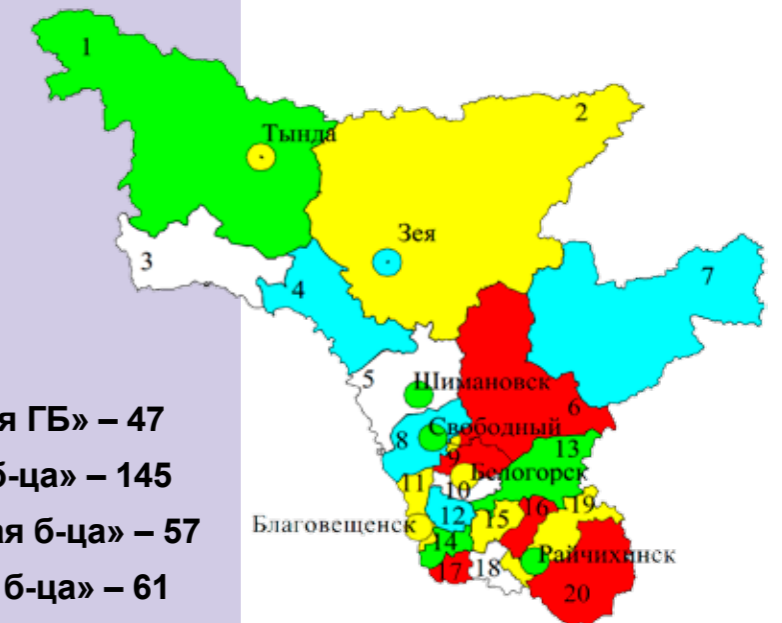 1
2
Тында
Зея
3
4
7
5
Шимановск
6
я ГБ» – 47
8
Свободный
13
9
б-ца» – 145
Белогорск
11
10
19
16
ая б-ца» – 57
Благовещенск
12
15
14
Райчихинск
17
18
б-ца» – 61
20